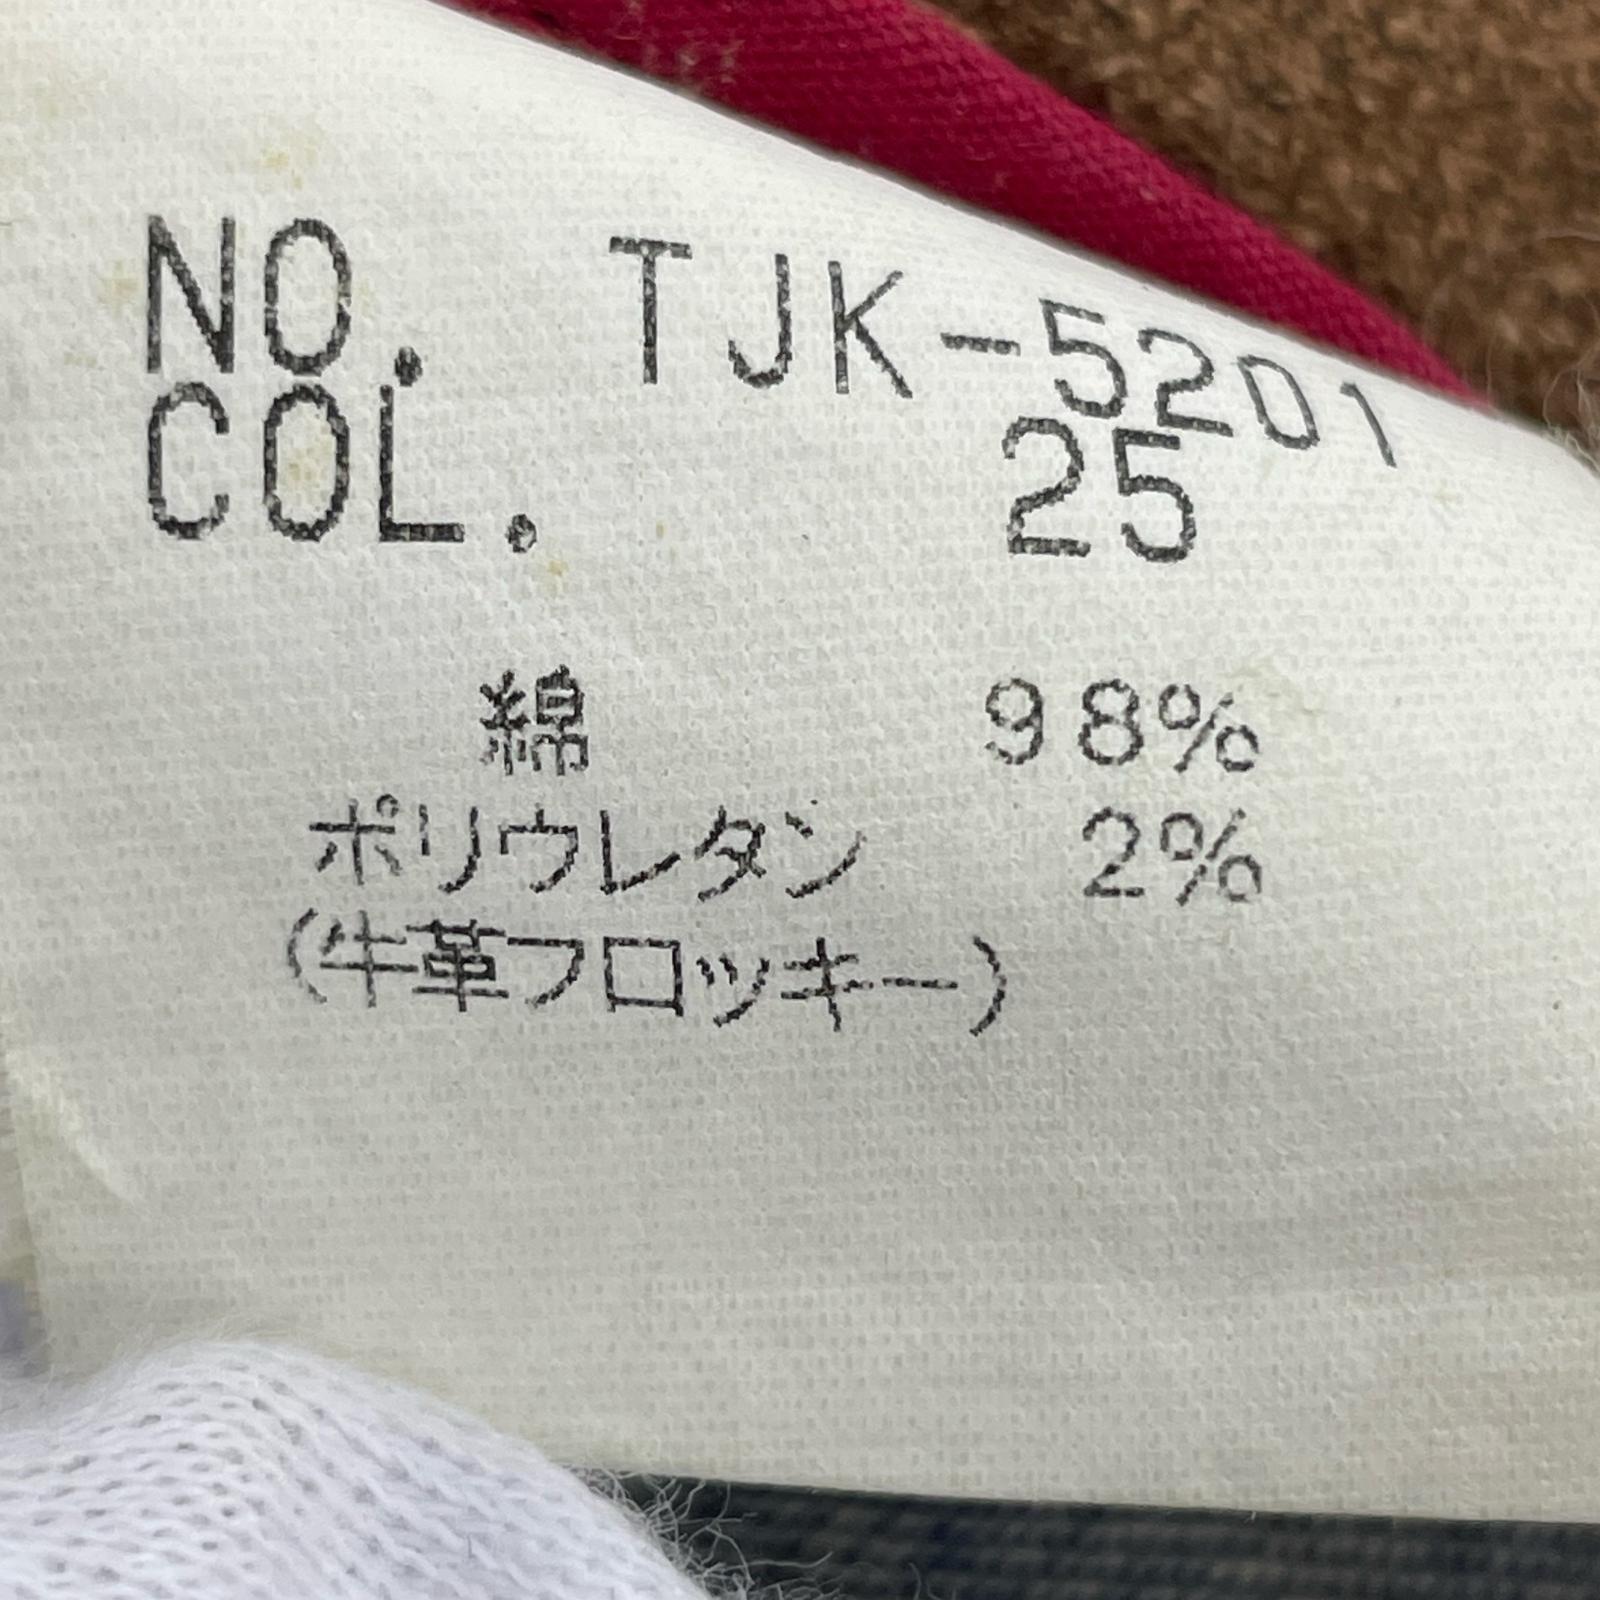 NO. TJK-5201
COL. 25
綿 98%
ポリウレタン 2%
(牛革フロッキー)